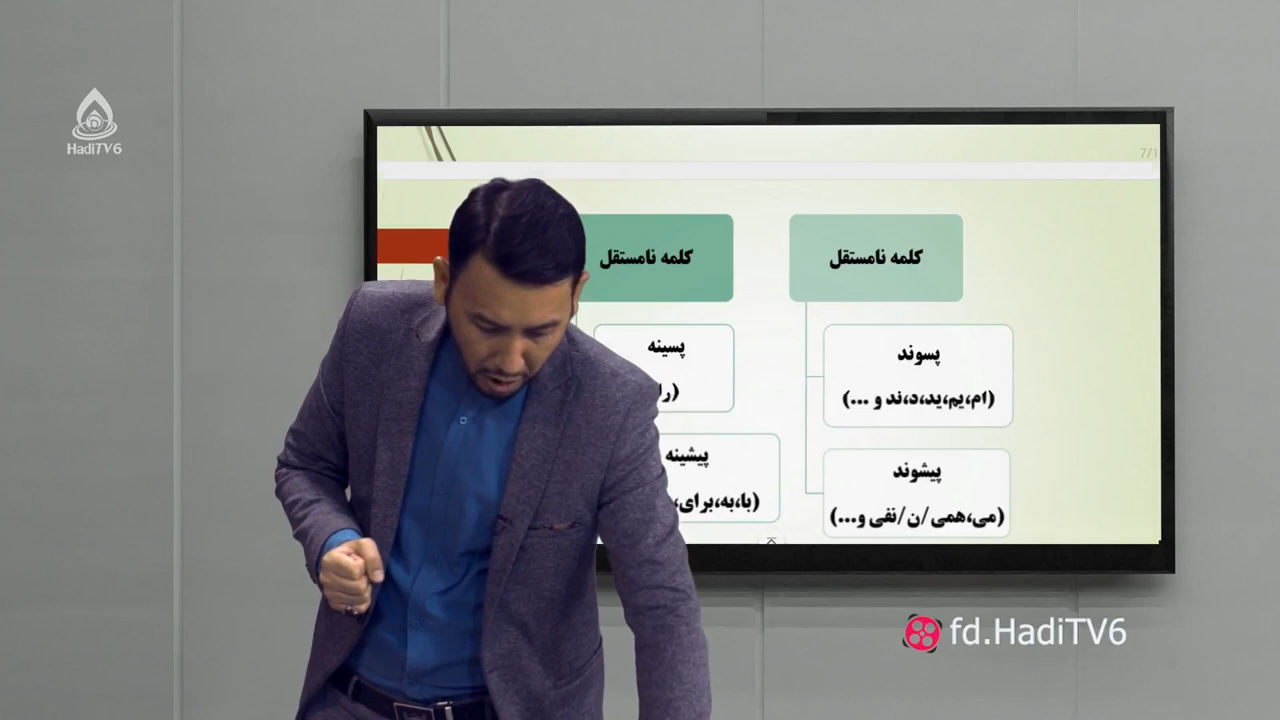 HadiTV6
7/1
کلمه نامستقل
کلمه نامستقل
پسوند
(ام،یم،ید،د،ند و ...)
پیشوند
(می،همی/ن/نفی و...)
پسینه
(را
پیشینه
(با،به،برای،
fd.HadiTV6